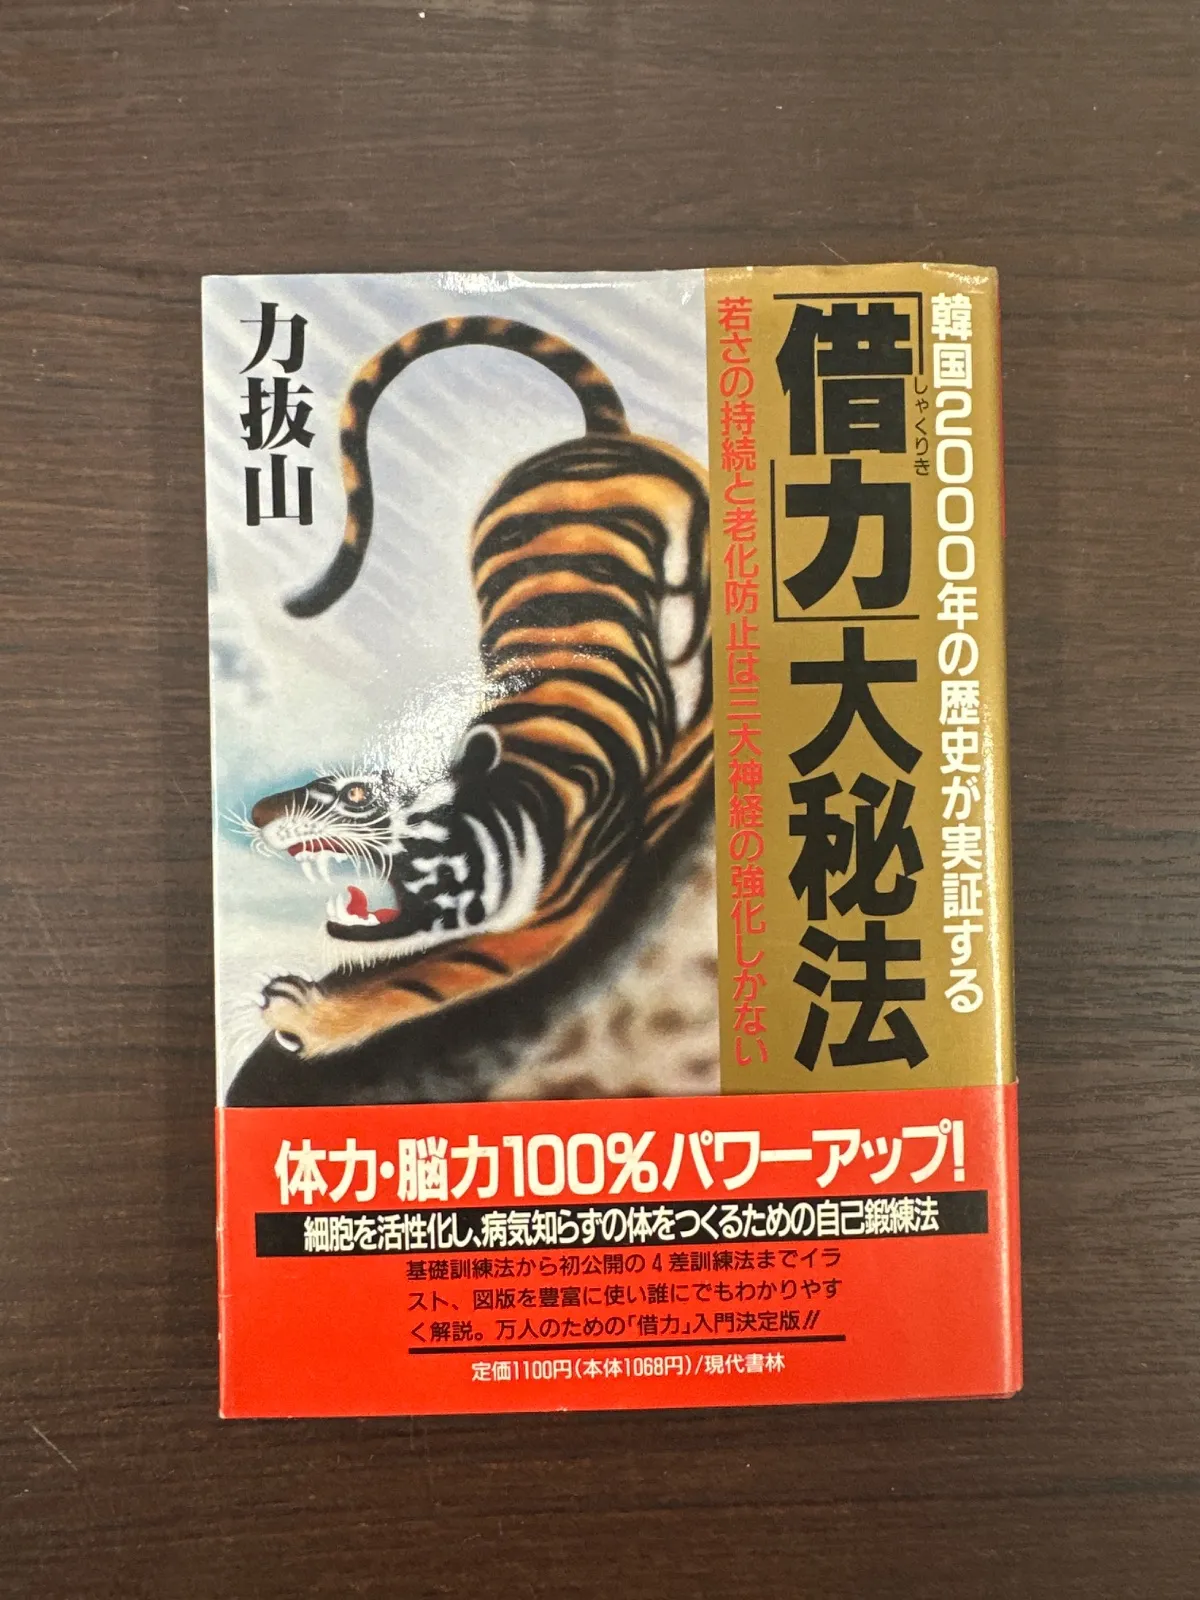 韓国2000年の歴史が実証する
「借力」大秘法
しゃくりき
若さの持続と老化防止は三大神経の強化しかない
力抜山
体力・脳力100%パワーアップ!
細胞を活性化し、病気知らずの体をつくるための自己鍛練法
基礎訓練法から初公開の4差訓練法までイラ
スト、図版を豊富に使い誰にでもわかりやす
く解説。万人のための「借力」入門決定版!!
定価1100円(本体1068円)/現代書林